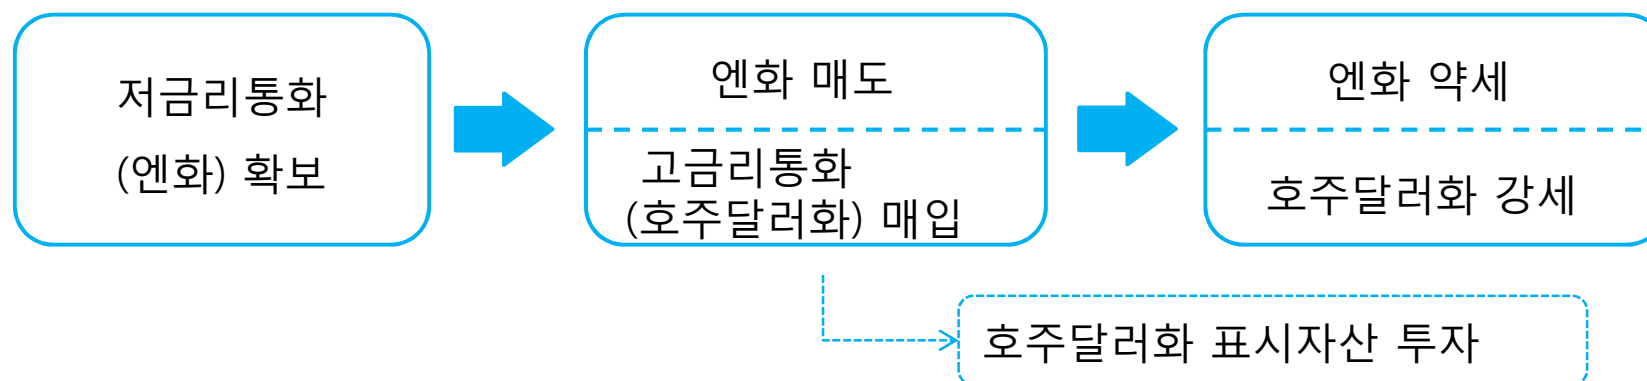 저금리통화
(엔화) 확보
엔화 매도
고금리통화
(호주달러화) 매입
엔화 약세
호주달러화 강세
호주달러화 표시자산 투자